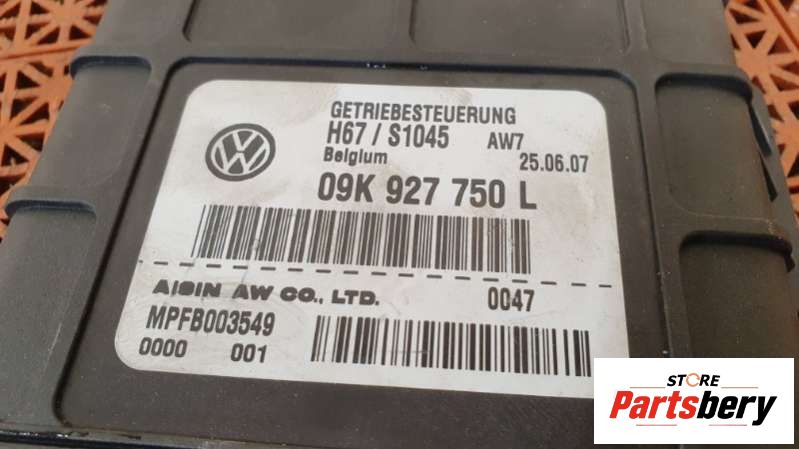 GETRIEBESTEUERUNG
H67 / S1045 AW7
Belgium 25.06.07
09K 927 750 L
AISIN AW CO., LTD. 0047
MPFB003549
0000 001
STORE
Partsbery